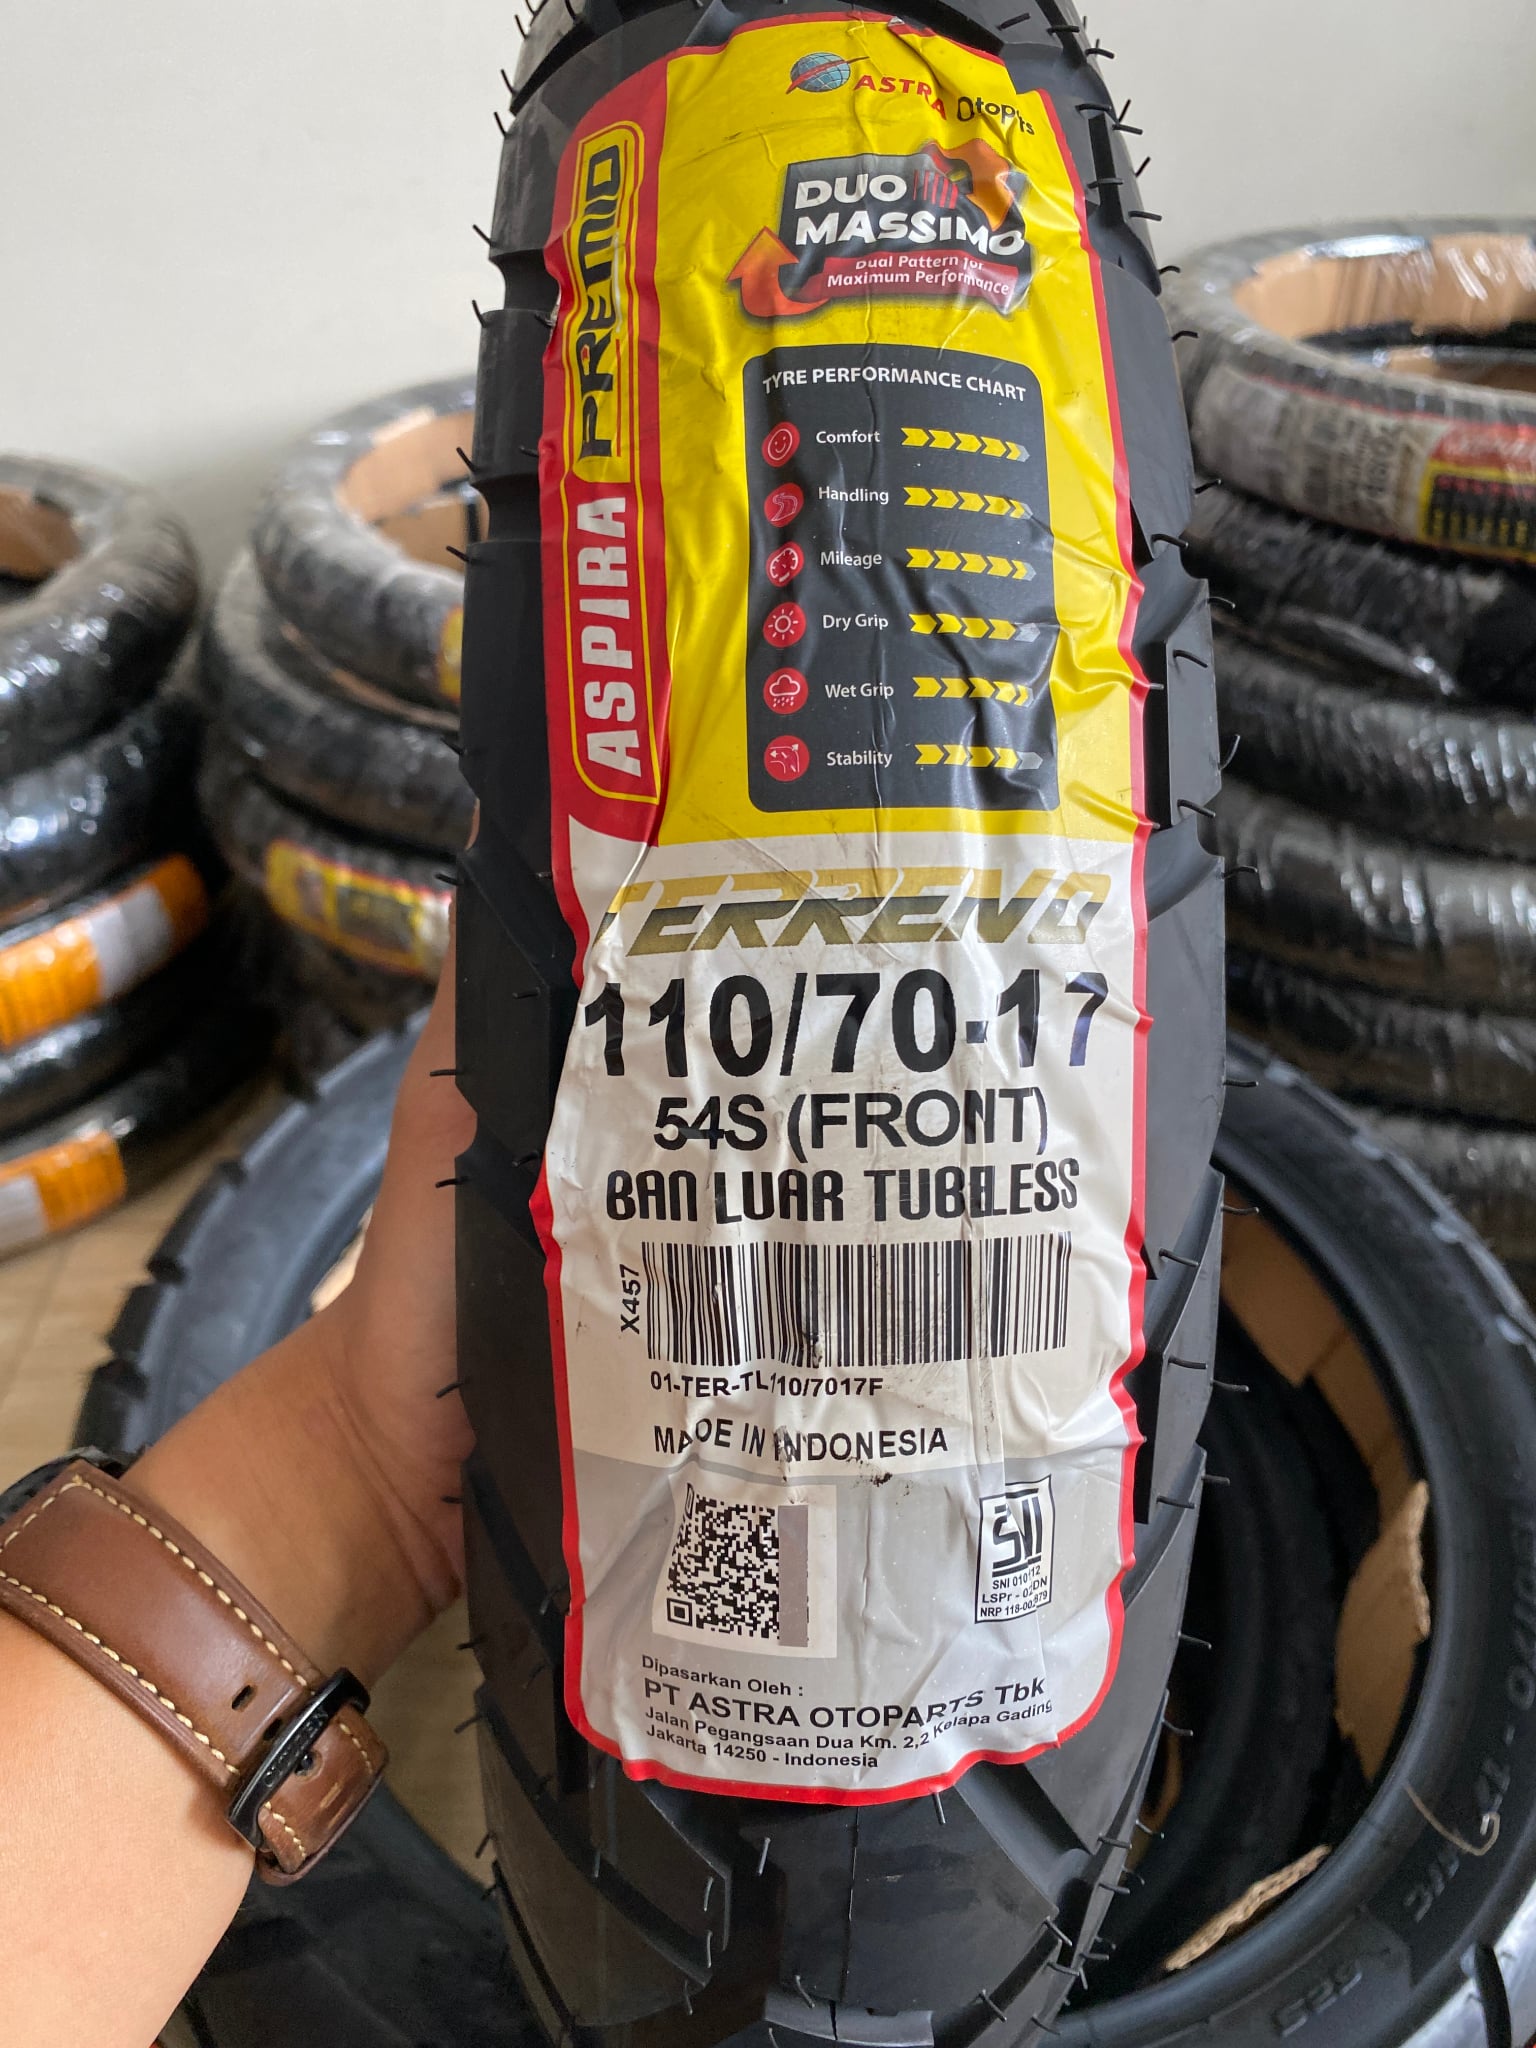 ASTRA Otoparts
DUO
MASSIMO
Dual Pattern for
Maximum Performance
ASPIRA PREMIO
TYRE PERFORMANCE CHART
Comfort
Handling
Mileage
Dry Grip
Wet Grip
Stability
TERRENO
110/70-17
54S (FRONT)
BAN LUAR TUBELESS
X457
01-TER-TL110/7017F
MADE IN INDONESIA
SNI
LSPr -
NRP
Dipasarkan Oleh :
PT ASTRA OTOPARTS Tbk
Jalan Pegangsaan Dua Km. 2,2 Kelapa Gading
Jakarta 14250 - Indonesia